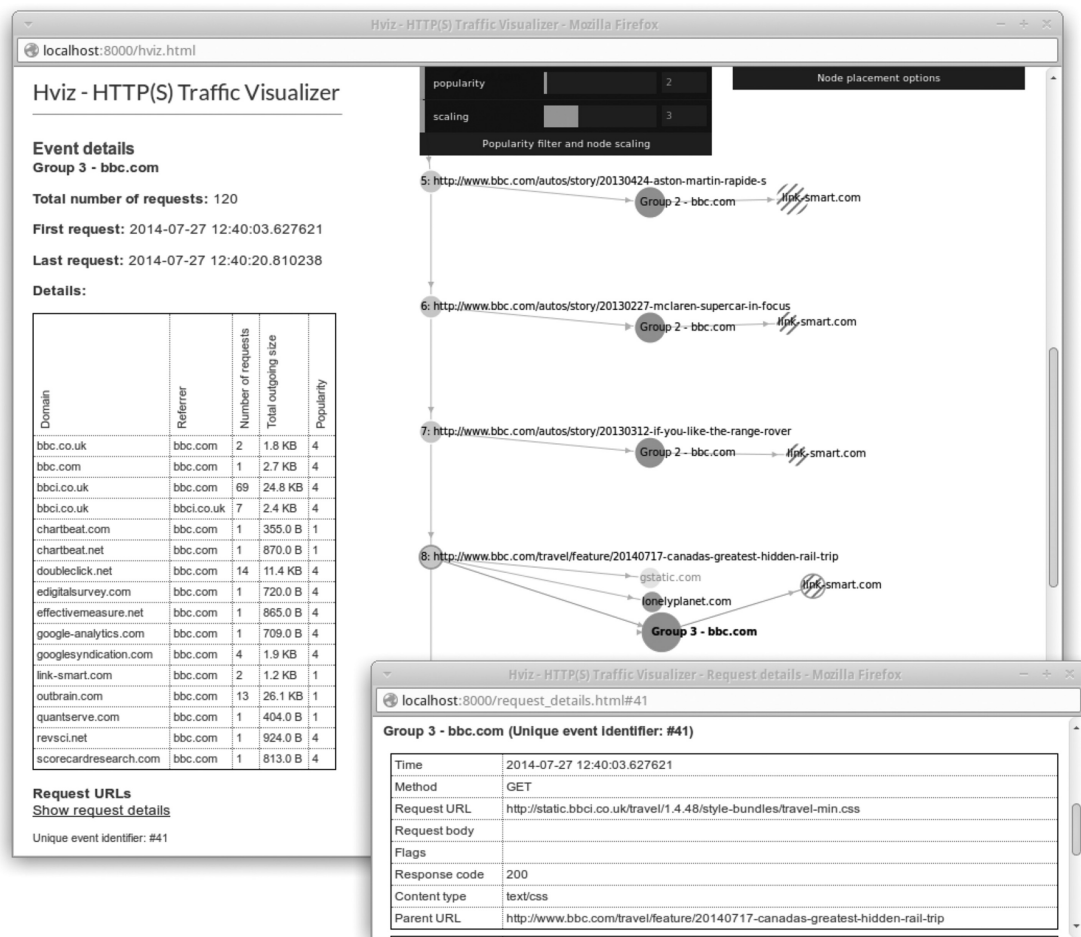 Hviz - HTTP(S) Traffic Visualizer - Mozilla Firefox
localhost:8000/hviz.html
Hviz - HTTP(S) Traffic Visualizer
Event details
Group 3 - bbc.com
Total number of requests: 120
First request: 2014-07-27 12:40:03.627621
Last request: 2014-07-27 12:40:20.810238
Details:
Domain Referrer Number of requests Total outgoing size Popularity
bbc.co.uk bbc.com 2 1.8 KB 4
bbc.com bbc.com 1 2.7 KB 4
bbci.co.uk bbc.com 69 24.8 KB 4
bbci.co.uk bbci.co.uk 7 2.4 KB 4
chartbeat.com bbc.com 1 355.0 B 1
chartbeat.net bbc.com 1 870.0 B 1
doubleclick.net bbc.com 14 11.4 KB 4
edigitalsurvey.com bbc.com 1 720.0 B 4
effectivemeasure.net bbc.com 1 865.0 B 4
google-analytics.com bbc.com 1 709.0 B 4
googlesyndication.com bbc.com 4 1.9 KB 4
link-smart.com bbc.com 2 1.2 KB 1
outbrain.com bbc.com 13 26.1 KB 1
quantserve.com bbc.com 1 404.0 B 1
revsci.net bbc.com 1 924.0 B 4
scorecardresearch.com bbc.com 1 813.0 B 4
Request URLs
Show request details
Unique event identifier: #41
popularity 2
scaling 3
Popularity filter and node scaling
Node placement options
5: http://www.bbc.com/autos/story/20130424-aston-martin-rapide-s
Group 2 - bbc.com
link-smart.com
6: http://www.bbc.com/autos/story/20130227-mclaren-supercar-in-focus
Group 2 - bbc.com
link-smart.com
7: http://www.bbc.com/autos/story/20130312-if-you-like-the-range-rover
Group 2 - bbc.com
link-smart.com
8: http://www.bbc.com/travel/feature/20140717-canadas-greatest-hidden-rail-trip
gstatic.com
link-smart.com
lonelyplanet.com
Group 3 - bbc.com
Hviz - HTTP(S) Traffic Visualizer - Request details - Mozilla Firefox
localhost:8000/request_details.html#41
Group 3 - bbc.com (Unique event identifier: #41)
Time 2014-07-27 12:40:03.627621
Method GET
Request URL http://static.bbci.co.uk/travel/1.4.48/style-bundles/travel-min.css
Request body
Flags
Response code 200
Content type text/css
Parent URL http://www.bbc.com/travel/feature/20140717-canadas-greatest-hidden-rail-trip